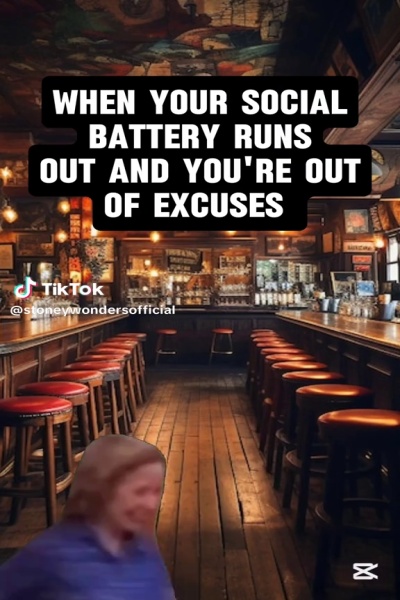 WHEN YOUR SOCIAL
BATTERY RUNS
OUT AND YOU'RE OUT
OF EXCUSES
TikTok
@stoneywondersofficial